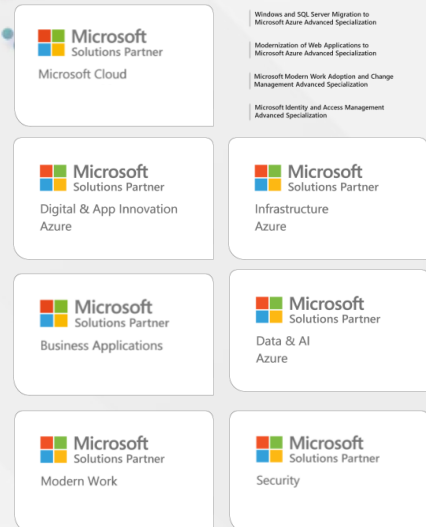 Microsoft
Solutions Partner
Microsoft Cloud
Windows and SQL Server Migration to
Microsoft Azure Advanced Specialization
Modernization of Web Applications to
Microsoft Azure Advanced Specialization
Microsoft Modern Work Adoption and Change
Management Advanced Specialization
Microsoft Identity and Access Management
Advanced Specialization
Microsoft
Solutions Partner
Digital & App Innovation
Azure
Microsoft
Solutions Partner
Infrastructure
Azure
Microsoft
Solutions Partner
Business Applications
Microsoft
Solutions Partner
Data & AI
Azure
Microsoft
Solutions Partner
Modern Work
Microsoft
Solutions Partner
Security